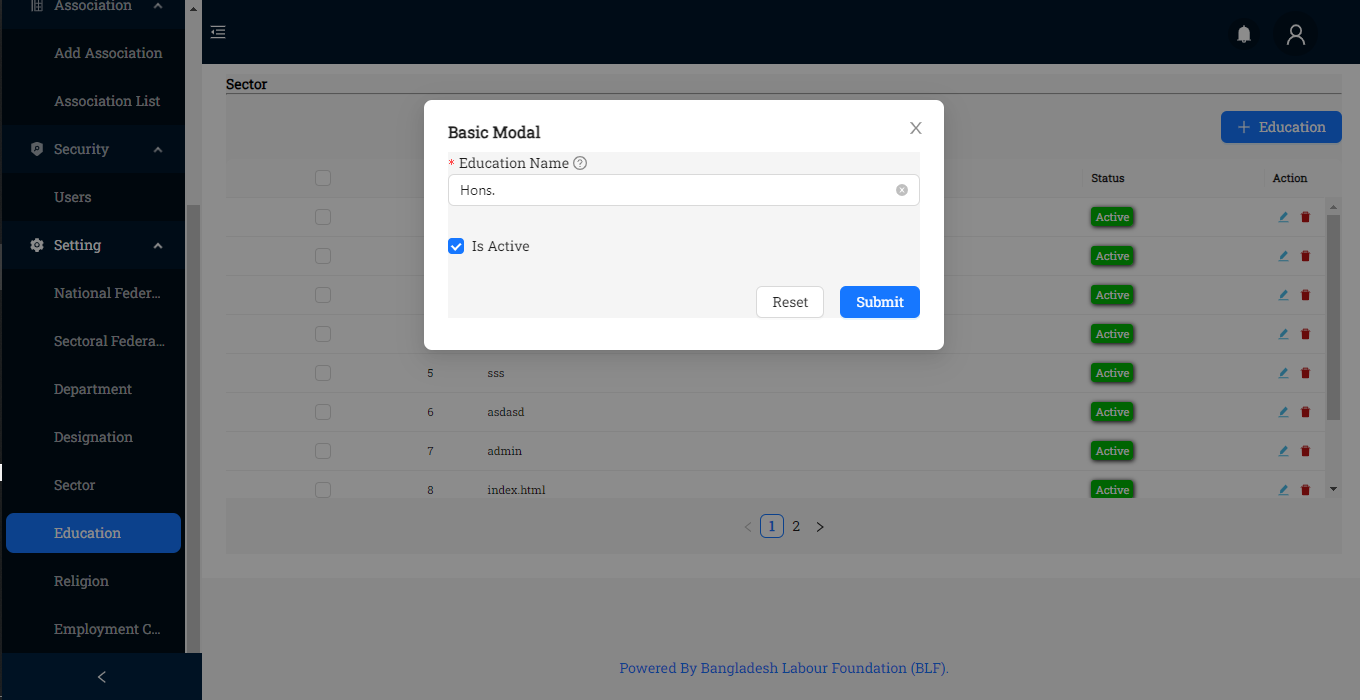 Association
Add Association
Association List
Security
Users
Setting
National Feder...
Sectoral Federa...
Department
Designation
Sector
Education
Religion
Employment C...
Sector
+ Education
Status
Action
Active
Active
Active
Active
5 sss Active
6 asdasd Active
7 admin Active
8 index.html Active
< 1 2 >
Basic Modal
* Education Name
Hons.
Is Active
Reset Submit
Powered By Bangladesh Labour Foundation (BLF).